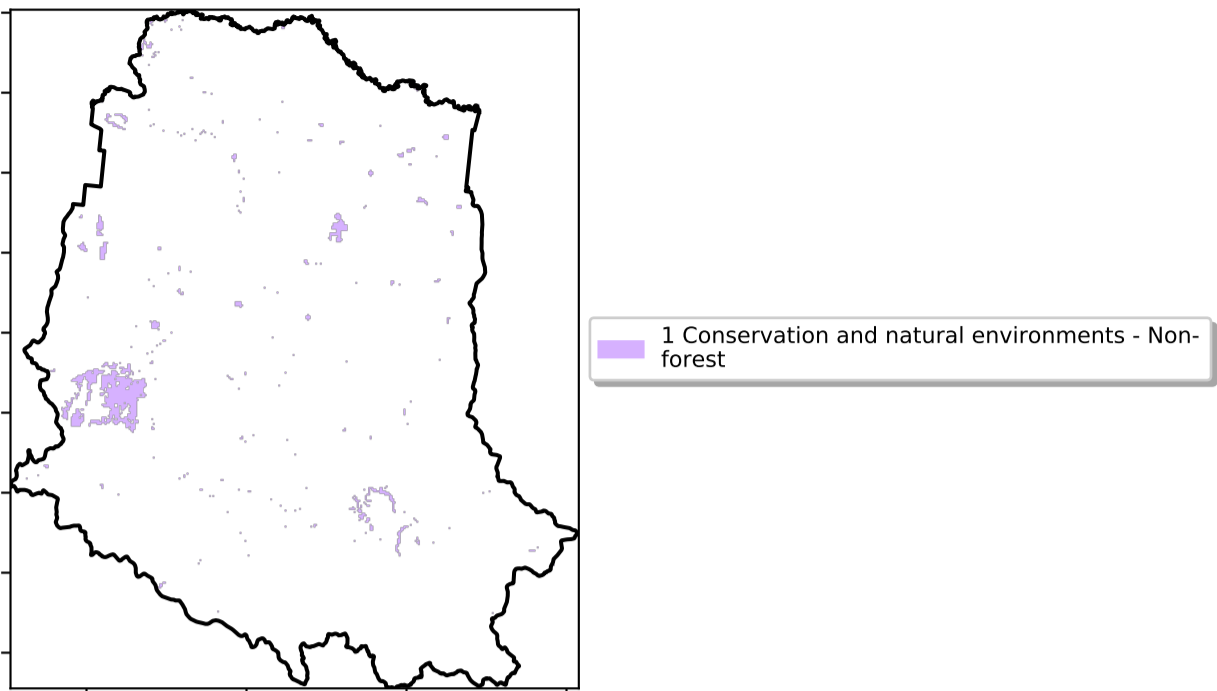 1 Conservation and natural environments - Non-
forest